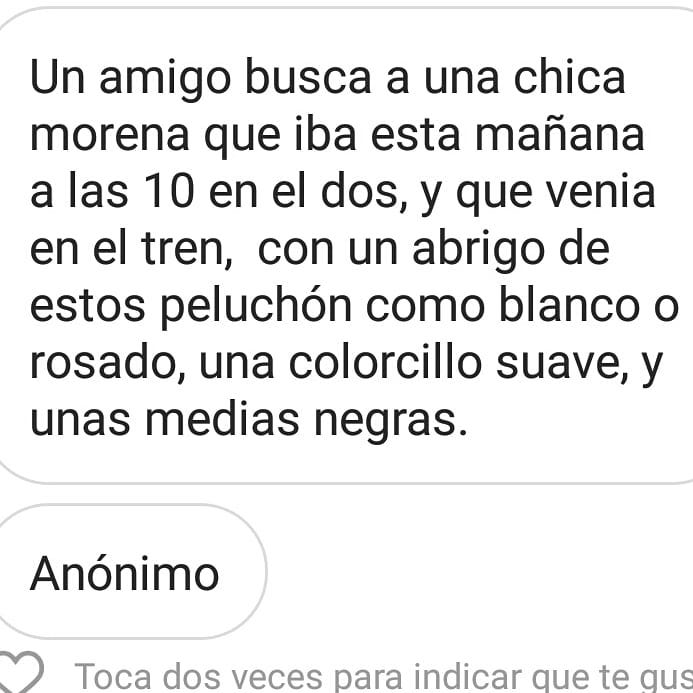 Un amigo busca a una chica
morena que iba esta mañana
a las 10 en el dos, y que venia
en el tren, con un abrigo de
estos peluchón como blanco o
rosado, una colorcillo suave, y
unas medias negras.
Anónimo
Toca dos veces para indicar que te gus